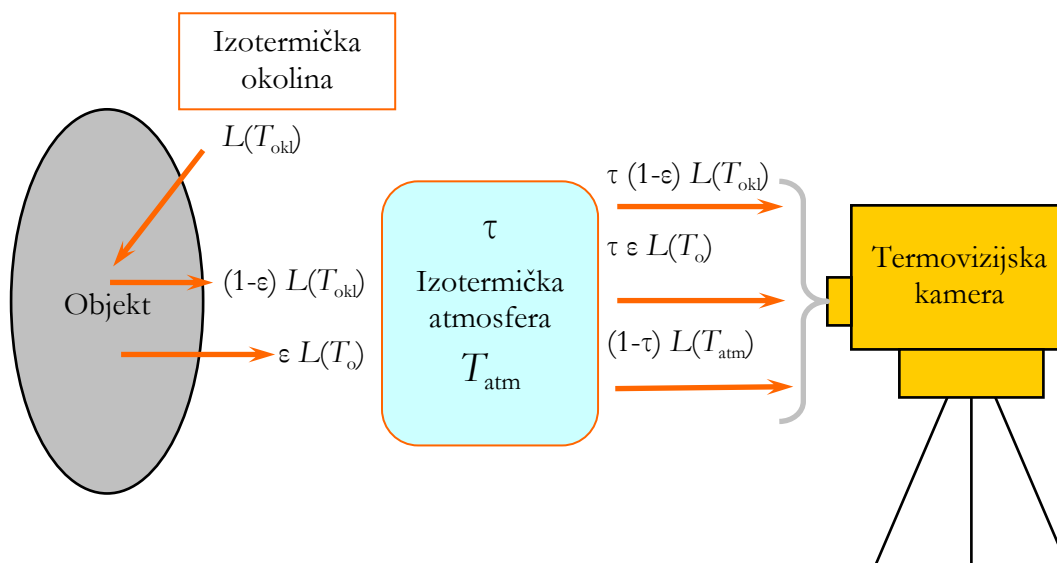 Izotermička
okolina
L(Tokl)
Objekt
(1-ε) L(Tokl)
ε L(To)
τ
Izotermička
atmosfera
Tatm
τ (1-ε) L(Tokl)
τ ε L(To)
(1-τ) L(Tatm)
Termovizijska
kamera